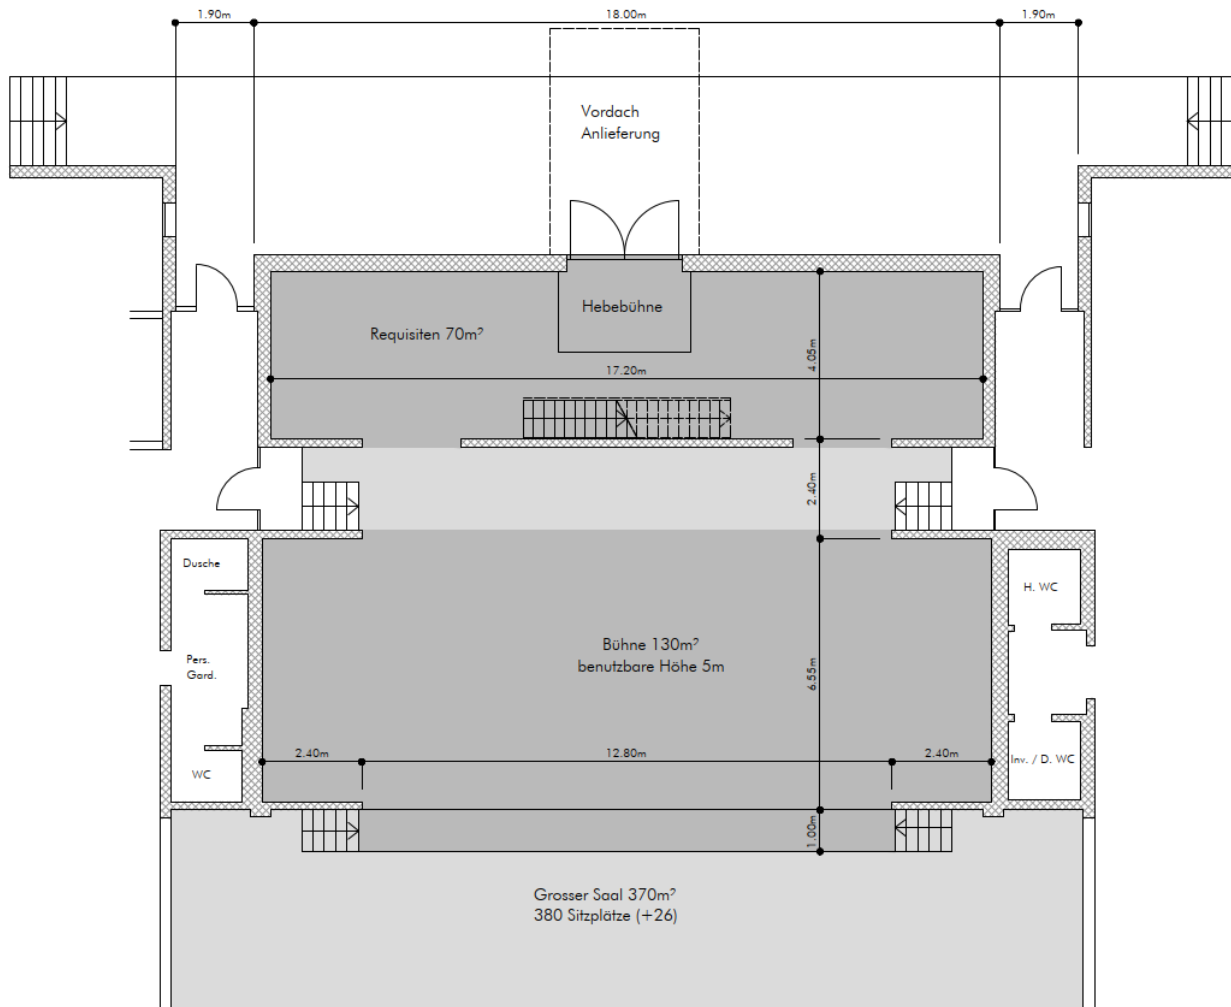 1.90m
18.00m
1.90m
Vordach
Anlieferung
Hebebühne
Requisiten 70m²
4.05m
17.20m
2.40m
Dusche
H. WC
Bühne 130m²
benutzbare Höhe 5m
Pers.
Gard.
6.55m
2.40m
12.80m
2.40m
WC
Inv. / D. WC
1.00m
Grosser Saal 370m²
380 Sitzplätze (+26)